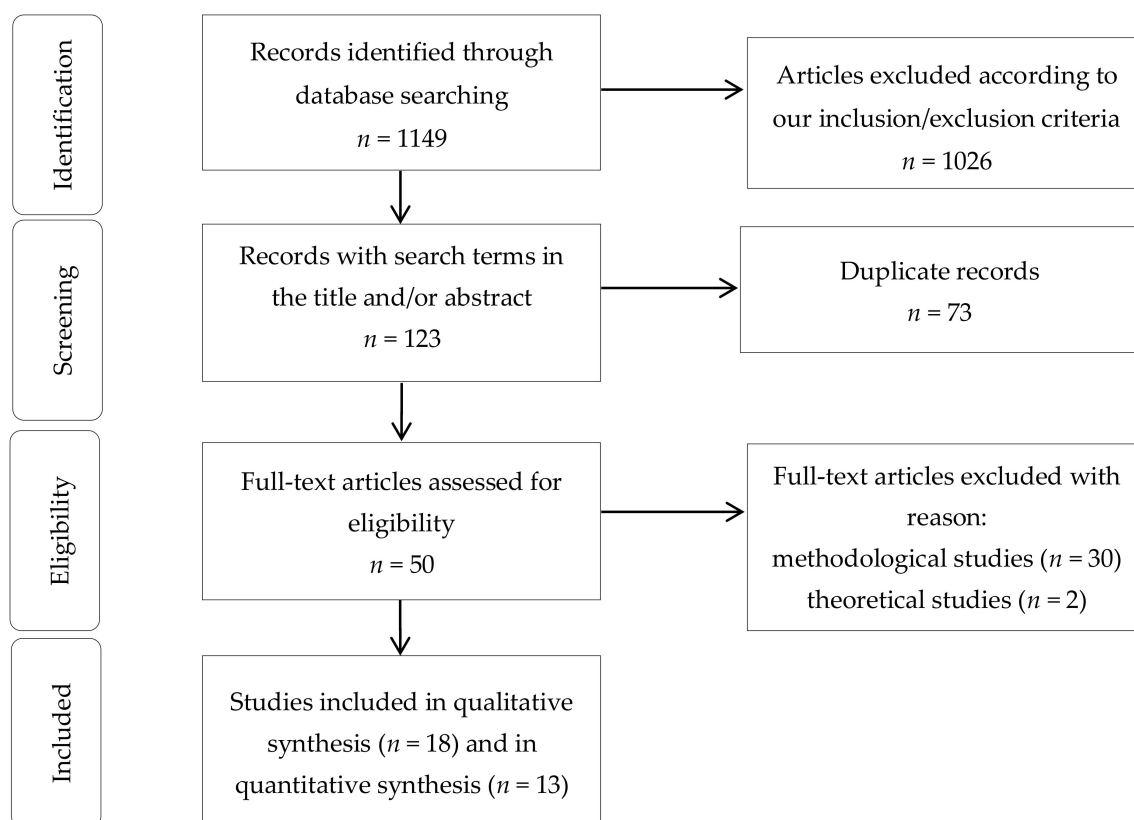 Identification
Records identified through
database searching
n = 1149
Articles excluded according to
our inclusion/exclusion criteria
n = 1026
Screening
Records with search terms in
the title and/or abstract
n = 123
Duplicate records
n = 73
Eligibility
Full-text articles assessed for
eligibility
n = 50
Full-text articles excluded with
reason:
methodological studies (n = 30)
theoretical studies (n = 2)
Included
Studies included in qualitative
synthesis (n = 18) and in
quantitative synthesis (n = 13)